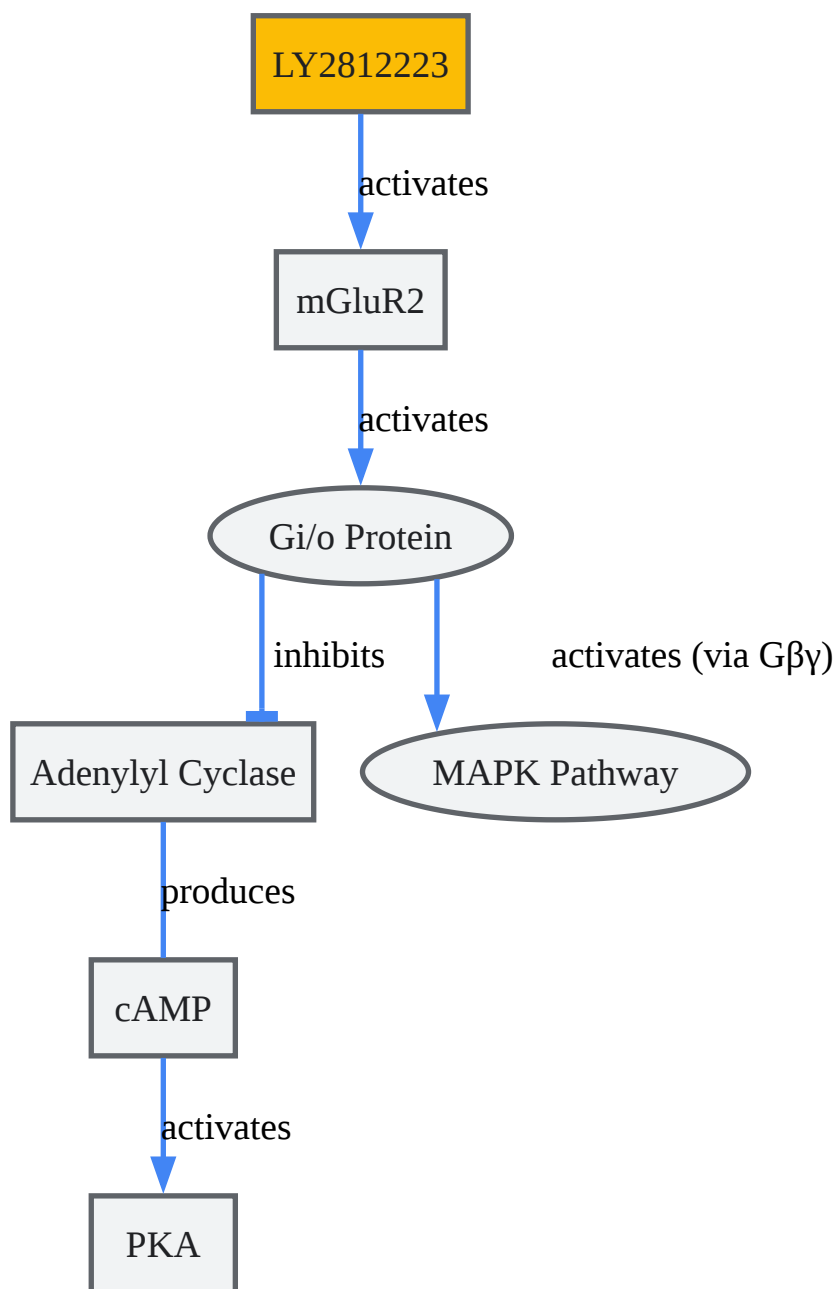 LY2812223
activates
mGluR2
activates
Gi/o Protein
inhibits
activates (via Gβγ)
Adenylyl Cyclase
MAPK Pathway
produces
cAMP
activates
PKA